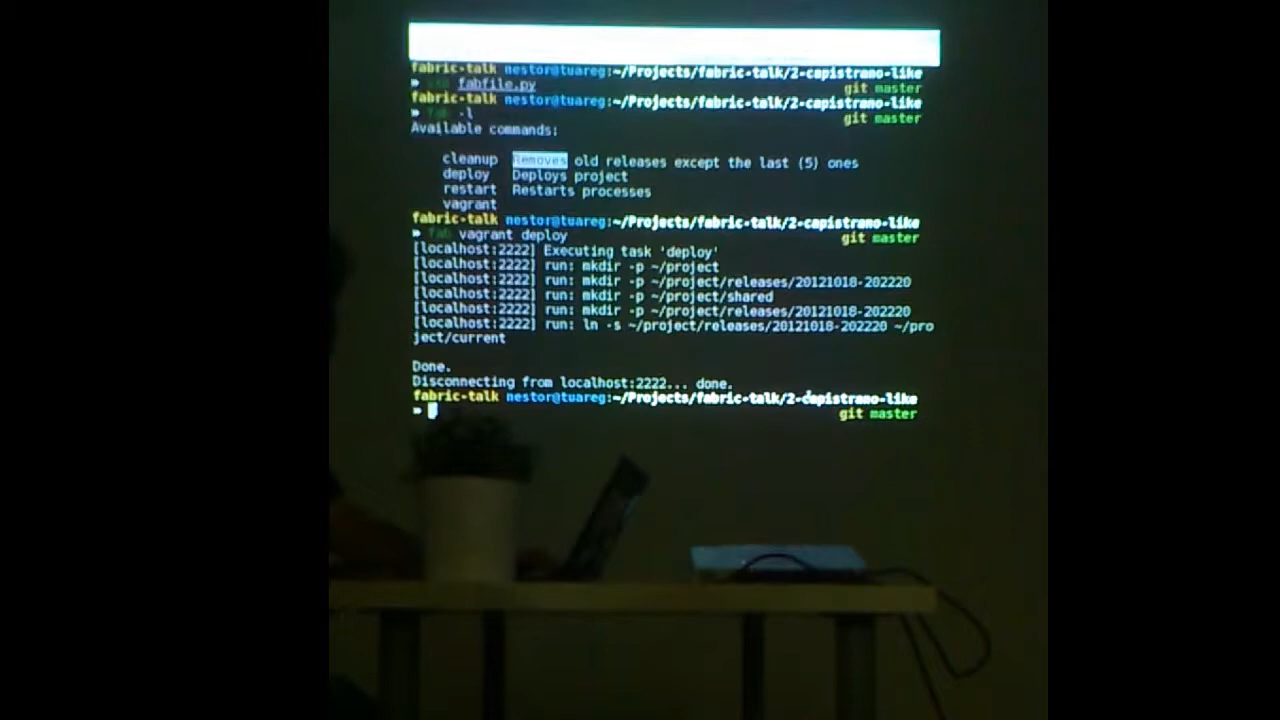 fabric-talk nestor@tuareg:~/Projects/fabric-talk/2-capistrano-like
» fabfile.py git master
fabric-talk nestor@tuareg:~/Projects/fabric-talk/2-capistrano-like
» fab -l git master
Available commands:
cleanup Removes old releases except the last (5) ones
deploy Deploys project
restart Restarts processes
vagrant
fabric-talk nestor@tuareg:~/Projects/fabric-talk/2-capistrano-like
» fab vagrant deploy git master
[localhost:2222] Executing task 'deploy'
[localhost:2222] run: mkdir -p ~/project
[localhost:2222] run: mkdir -p ~/project/releases/20121018-202220
[localhost:2222] run: mkdir -p ~/project/shared
[localhost:2222] run: mkdir -p ~/project/releases/20121018-202220
[localhost:2222] run: ln -s ~/project/releases/20121018-202220 ~/pro
ject/current
Done.
Disconnecting from localhost:2222... done.
fabric-talk nestor@tuareg:~/Projects/fabric-talk/2-capistrano-like
» git master